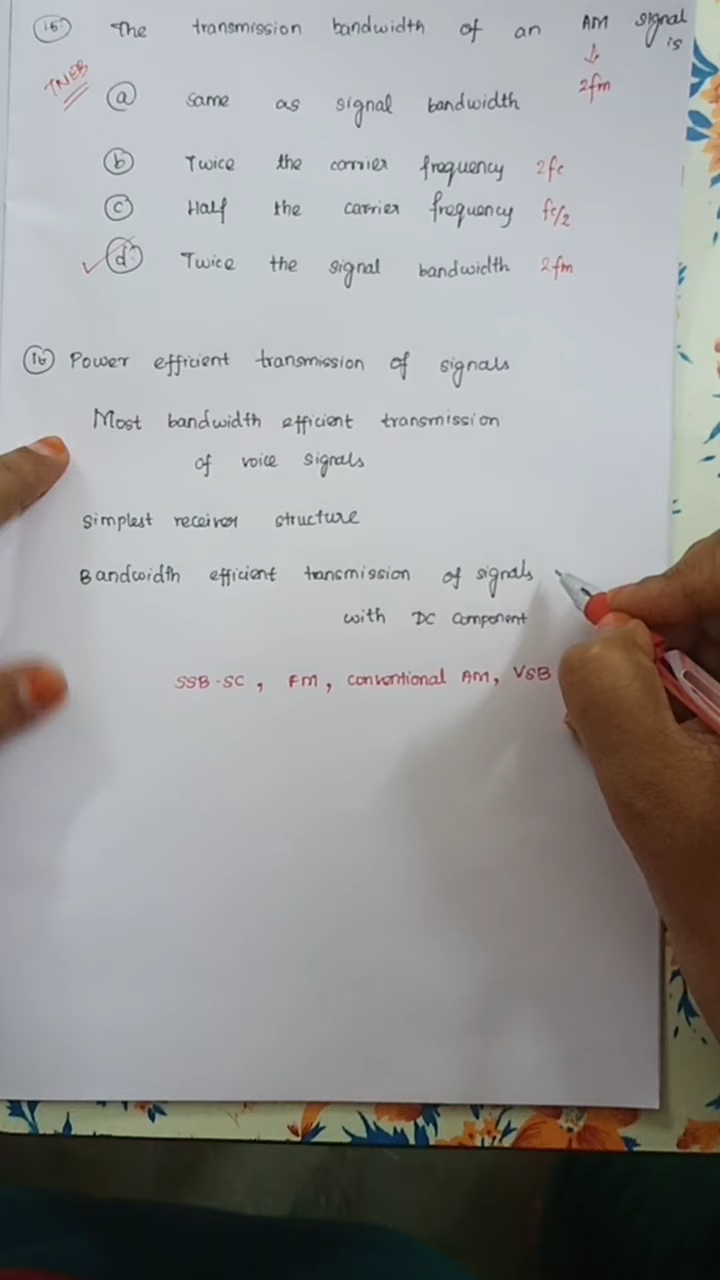 15. The transmission bandwidth of an AM signal is
↓
2fm
TNEB
(a) same as signal bandwidth
(b) Twice the carrier frequency 2fc
(c) Half the carrier frequency fc/2
✓ (d) Twice the signal bandwidth 2fm
16 Power efficient transmission of signals
Most bandwidth efficient transmission
of voice signals
simplest receiver structure
Bandwidth efficient transmission of signals
with DC component
SSB-SC, FM, conventional AM, VSB